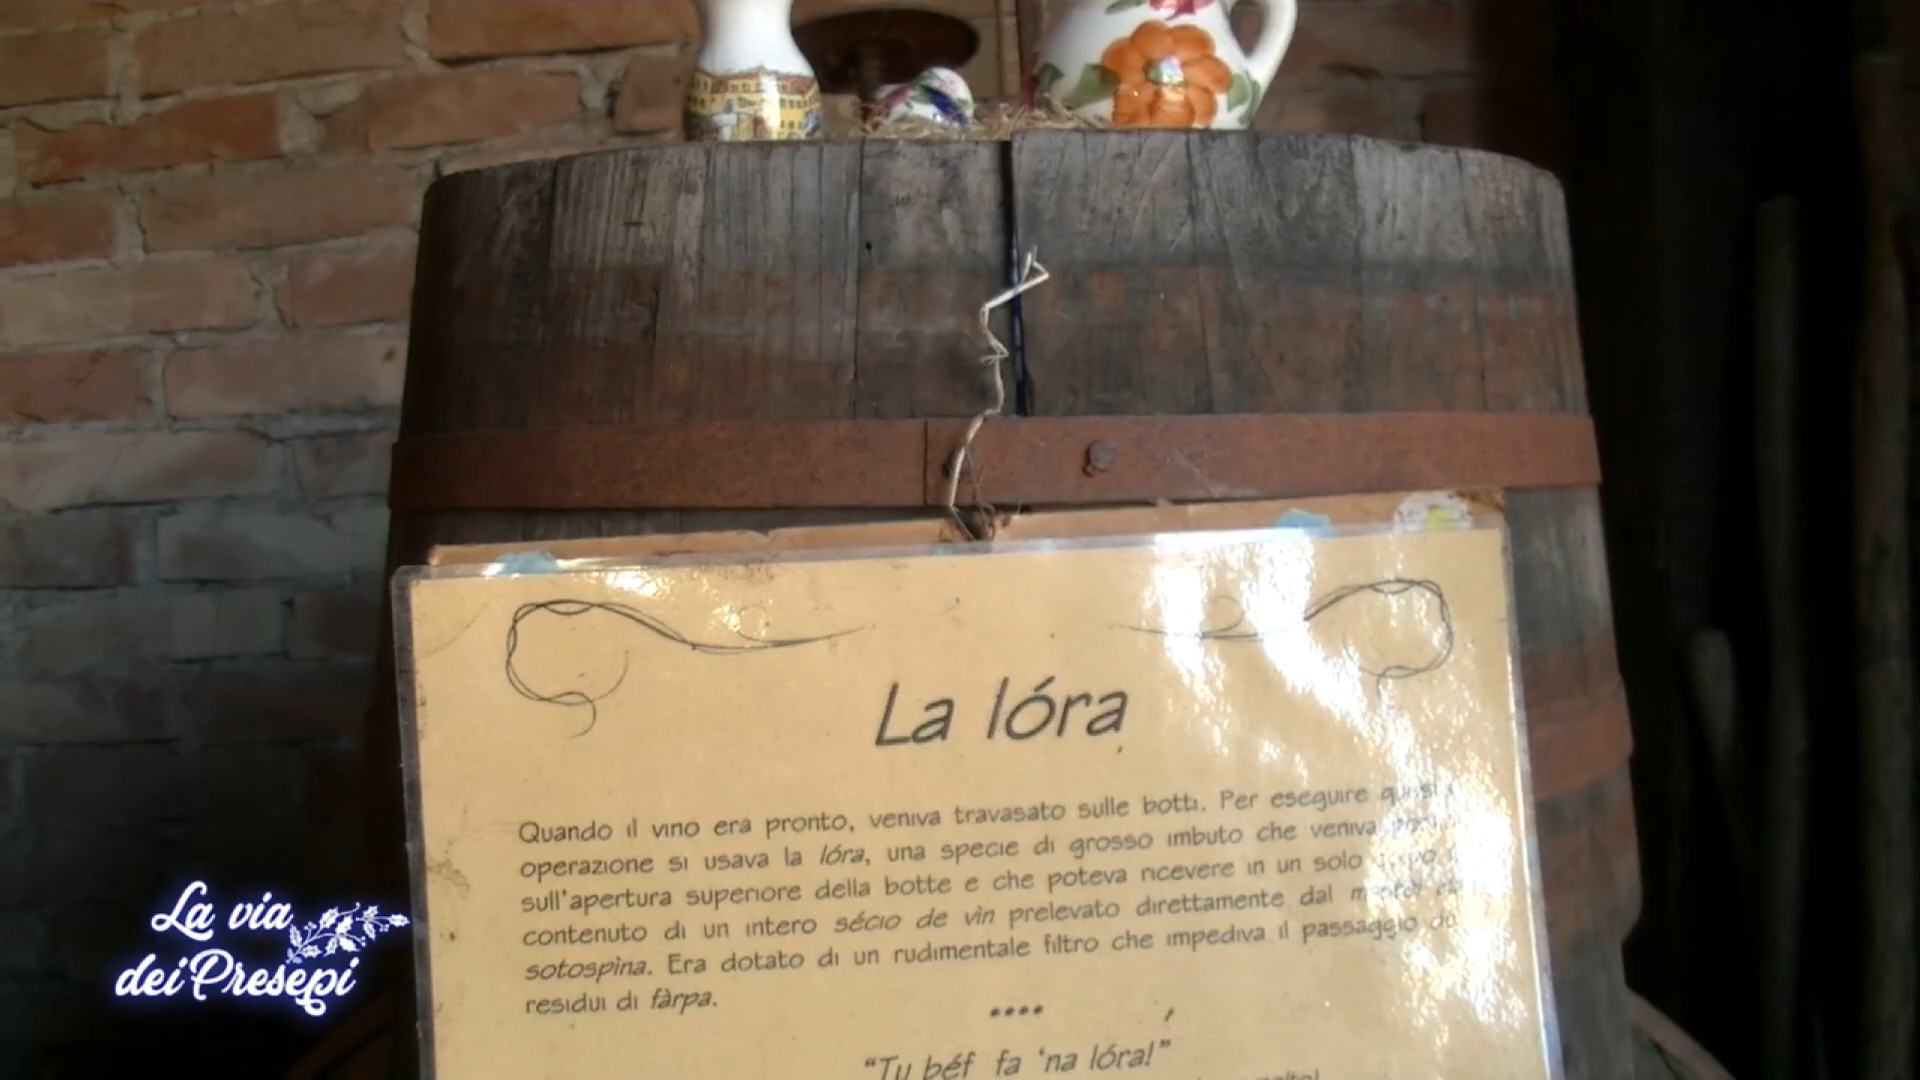 La lóra
Quando il vino era pronto, veniva travasato sulle botti. Per eseguire
operazione si usava la lóra, una specie di grosso imbuto che veniva
sull'apertura superiore della botte e che poteva ricevere in un solo
contenuto di un intero sécio de vìn prelevato direttamente dal
sotospìna. Era dotato di un rudimentale filtro che impediva il passaggio
residui di fàrpa.
****
"Tu béf fa 'na lóra!"
La via
dei Presepi